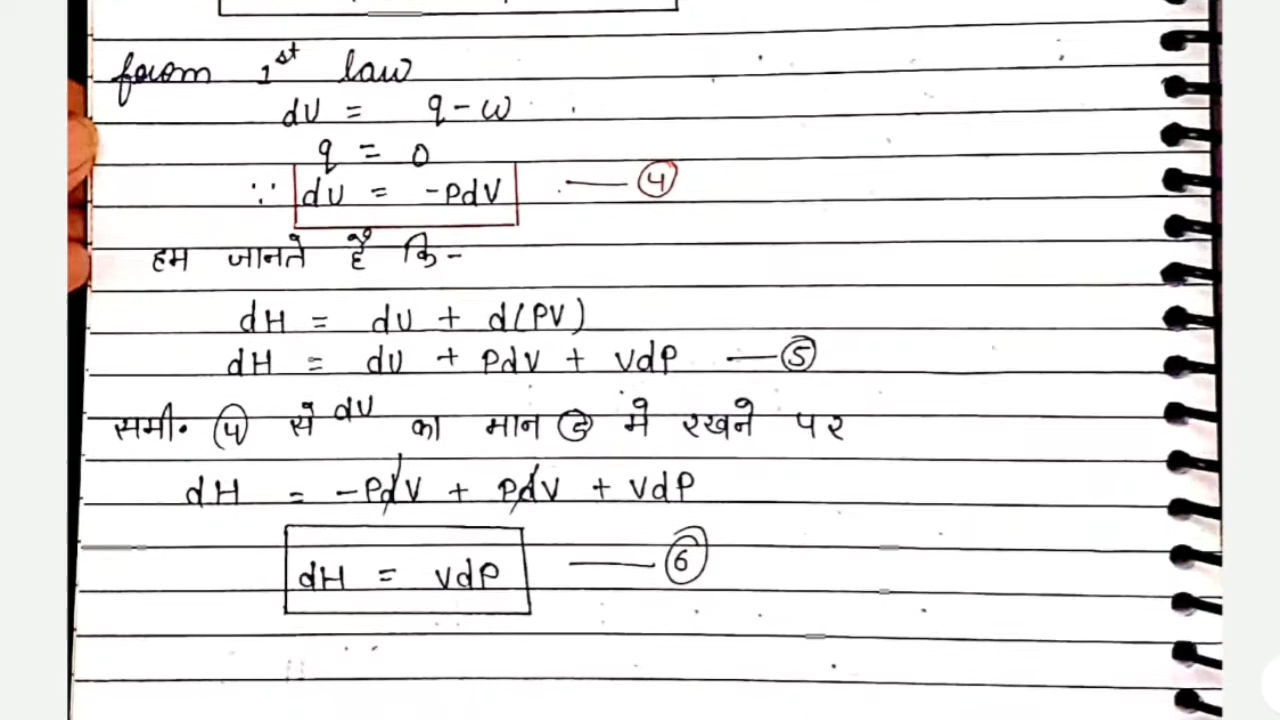 from 1st law
dU = q - w
q = 0
∵ dU = -PdV —— ④
हम जानते है कि-
dH = dU + d(PV)
dH = dU + PdV + VdP —— ⑤
समी. ④ से dU का मान ⑤ मे रखने पर
dH = -PdV + PdV + VdP
dH = VdP —— ⑥